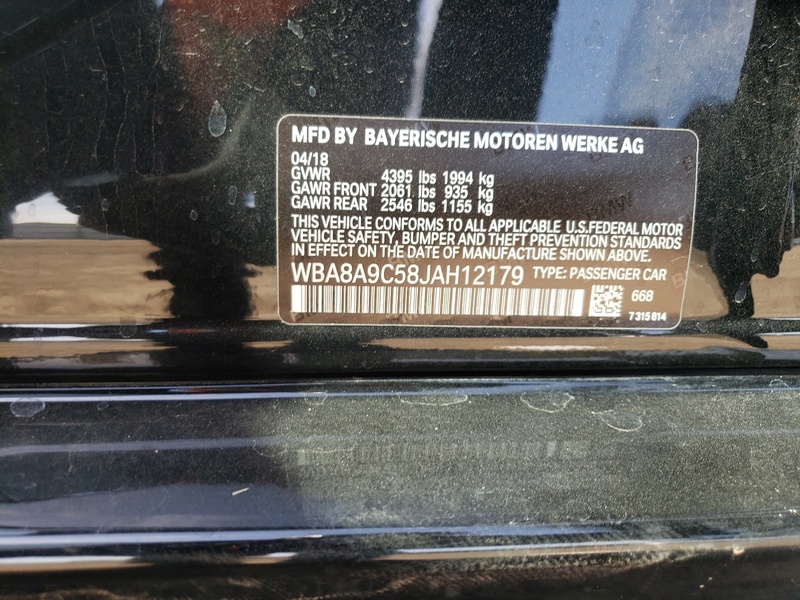 MFD BY BAYERISCHE MOTOREN WERKE AG
04/18
GVWR 4395 lbs 1994 kg
GAWR FRONT 2061 lbs 935 kg
GAWR REAR 2546 lbs 1155 kg
THIS VEHICLE CONFORMS TO ALL APPLICABLE U.S.FEDERAL MOTOR
VEHICLE SAFETY, BUMPER AND THEFT PREVENTION STANDARDS
IN EFFECT ON THE DATE OF MANUFACTURE SHOWN ABOVE.
WBA8A9C58JAH12179 TYPE: PASSENGER CAR
668
7315814